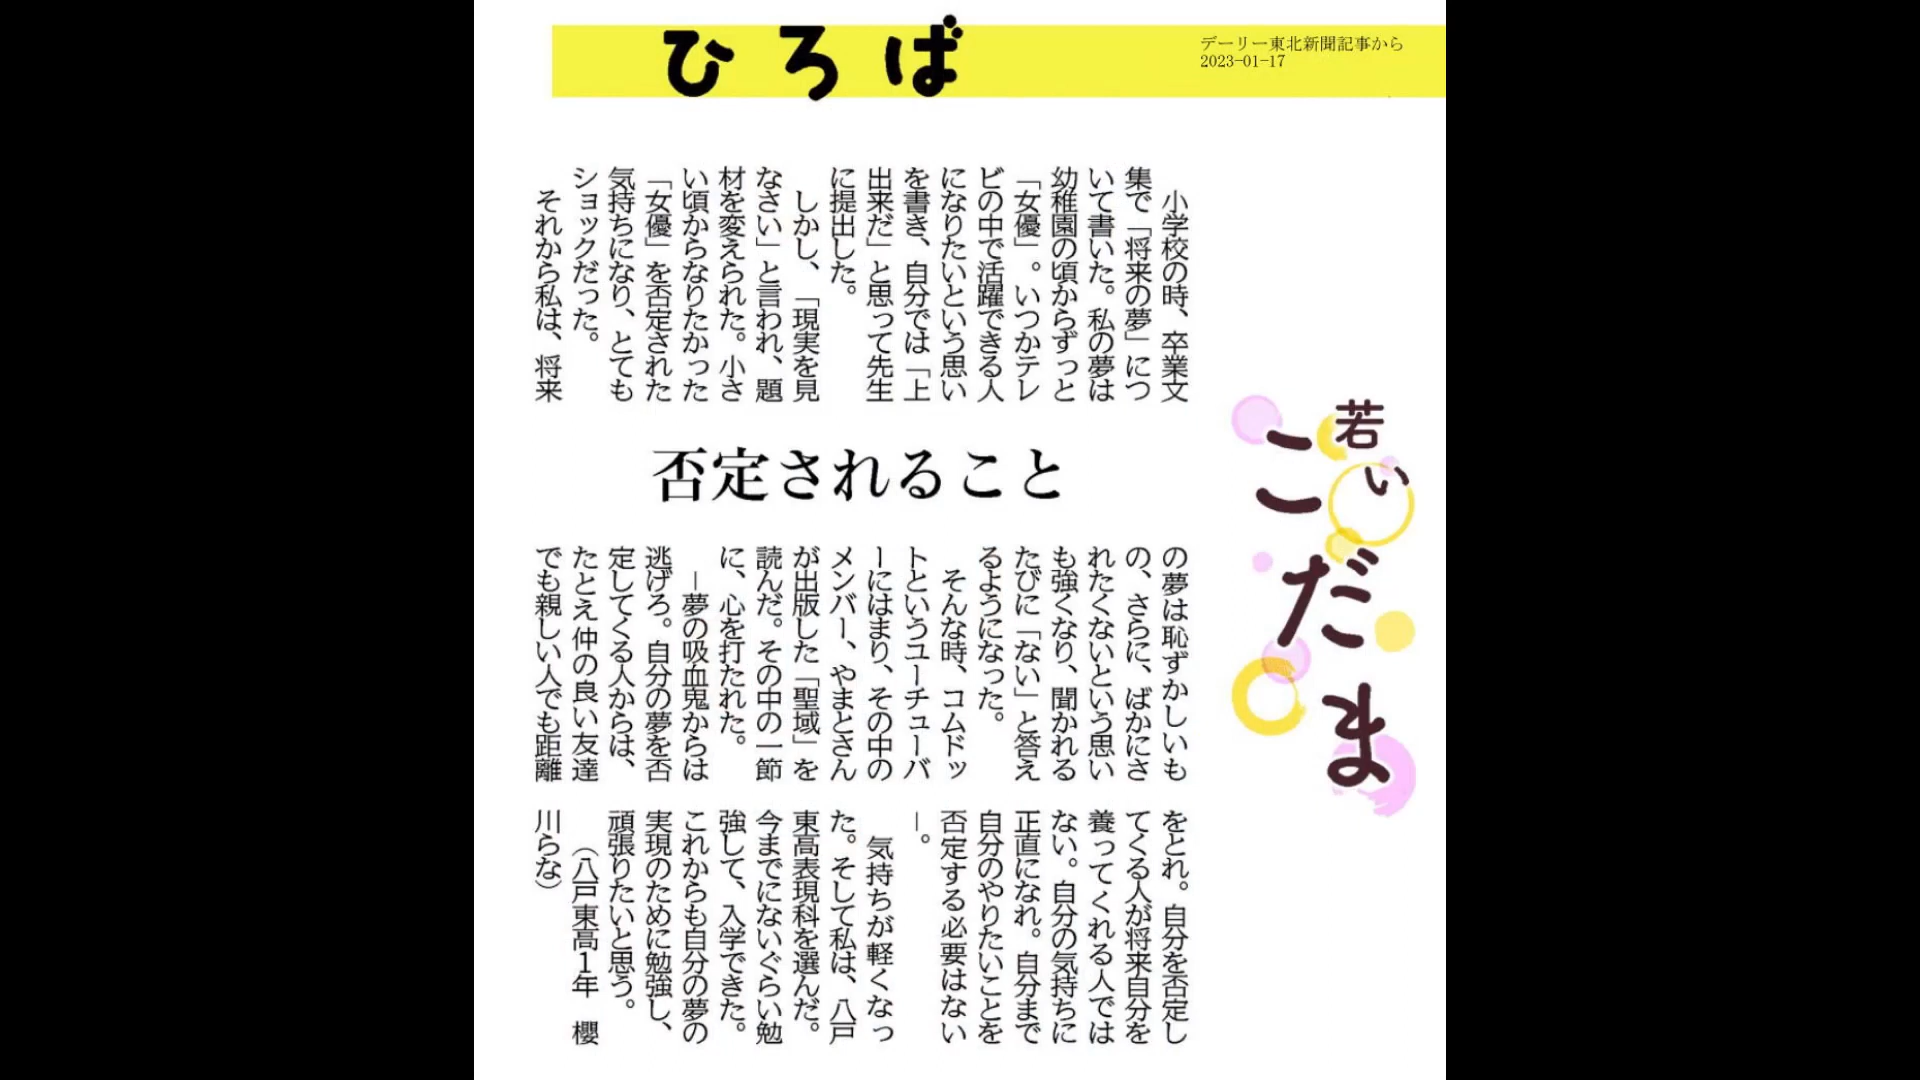 ひろば
デーリー東北新聞記事から
2023-01-17
若い
こだま
否定されること
　小学校の時、卒業文
集で「将来の夢」につ
いて書いた。私の夢は
幼稚園の頃からずっと
「女優」。いつかテレ
ビの中で活躍できる人
になりたいという思い
を書き、自分では「上
出来だ」と思って先生
に提出した。
　しかし、「現実を見
なさい」と言われ、題
材を変えられた。小さ
い頃からなりたかった
「女優」を否定された
気持ちになり、とても
ショックだった。
　それから私は、将来
の夢は恥ずかしいも
の、さらに、ばかにさ
れたくないという思い
も強くなり、聞かれる
たびに「ない」と答え
るようになった。
　そんな時、コムドッ
トというユーチューバ
ーにはまり、その中の
メンバー、やまとさん
が出版した「聖域」を
読んだ。その中の一節
に、心を打たれた。
　―夢の吸血鬼からは
逃げろ。自分の夢を否
定してくる人からは、
たとえ仲の良い友達
でも親しい人でも距離
をとれ。自分を否定し
てくる人が将来自分を
養ってくれる人では
ない。自分の気持ちに
正直になれ。自分まで
自分のやりたいことを
否定する必要はない
―。
　気持ちが軽くなっ
た。そして私は、八戸
東高表現科を選んだ。
今までにないぐらい勉
強して、入学できた。
これからも自分の夢の
実現のために勉強し、
頑張りたいと思う。
（八戸東高１年　櫻
川らな）